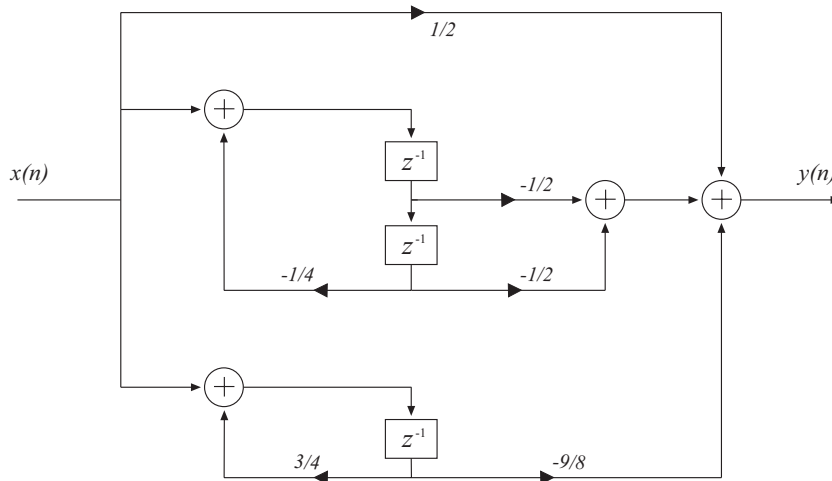 1/2
+
z⁻¹
x(n)
-1/2
y(n)
+
+
z⁻¹
-1/4
-1/2
+
z⁻¹
3/4
-9/8